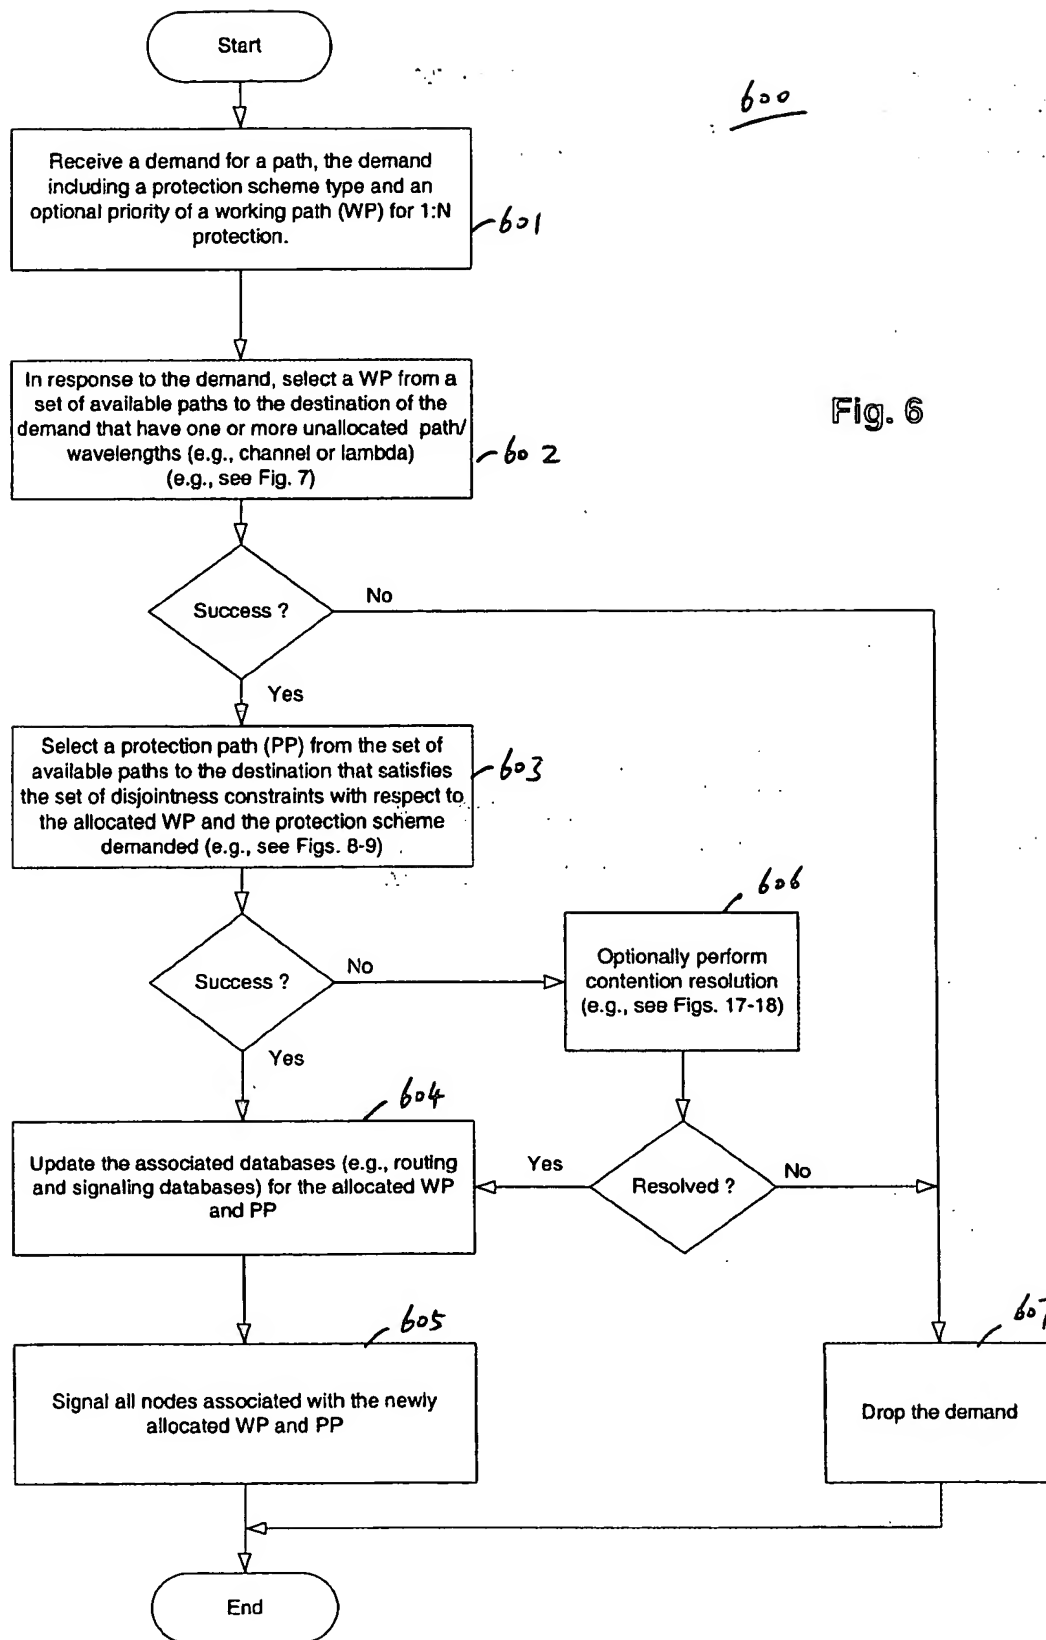 Start
600
Receive a demand for a path, the demand
including a protection scheme type and an
optional priority of a working path (WP) for 1:N
protection.
601
In response to the demand, select a WP from a
set of available paths to the destination of the
demand that have one or more unallocated path/
wavelengths (e.g., channel or lambda)
(e.g., see Fig. 7)
602
Fig. 6
Success ?
No
Yes
Select a protection path (PP) from the set of
available paths to the destination that satisfies
the set of disjointness constraints with respect to
the allocated WP and the protection scheme
demanded (e.g., see Figs. 8-9)
603
606
Success ?
No
Optionally perform
contention resolution
(e.g., see Figs. 17-18)
Yes
604
Update the associated databases (e.g., routing
and signaling databases) for the allocated WP
and PP
Yes
Resolved ?
No
605
607
Signal all nodes associated with the newly
allocated WP and PP
Drop the demand
End